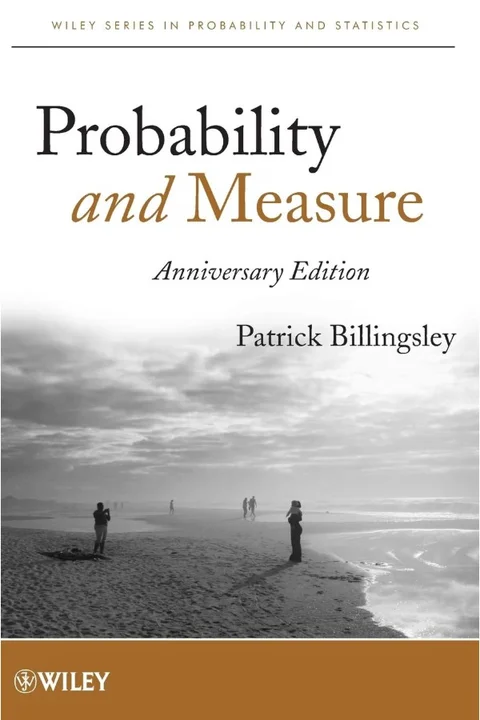 WILEY SERIES IN PROBABILITY AND STATISTICS
Probability
and Measure
Anniversary Edition
Patrick Billingsley
WILEY